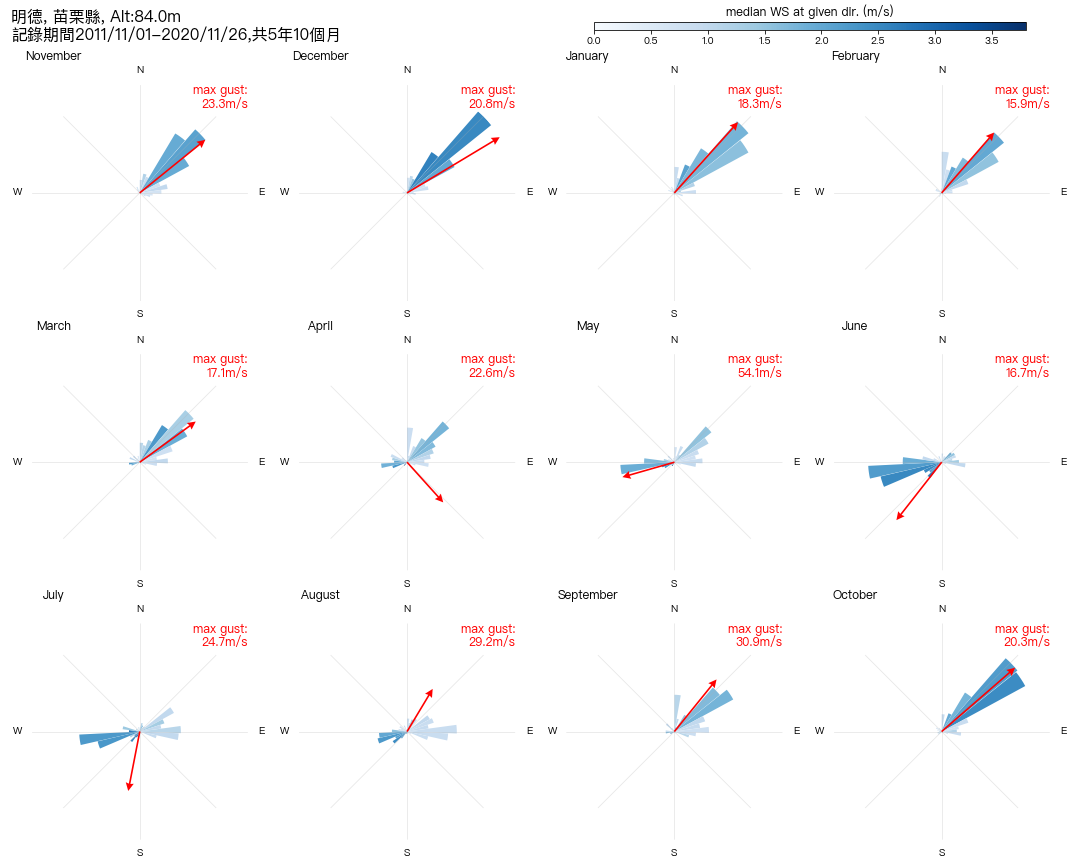 明德, 苗栗縣, Alt:84.0m
記錄期間2011/11/01–2020/11/26,共5年10個月
median WS at given dir. (m/s)
0.0 0.5 1.0 1.5 2.0 2.5 3.0 3.5
November
N
max gust:
23.3m/s
W E
S
December
N
max gust:
20.8m/s
W E
S
January
N
max gust:
18.3m/s
W E
S
February
N
max gust:
15.9m/s
W E
S
March
N
max gust:
17.1m/s
W E
S
April
N
max gust:
22.6m/s
W E
S
May
N
max gust:
54.1m/s
W E
S
June
N
max gust:
16.7m/s
W E
S
July
N
max gust:
24.7m/s
W E
S
August
N
max gust:
29.2m/s
W E
S
September
N
max gust:
30.9m/s
W E
S
October
N
max gust:
20.3m/s
W E
S